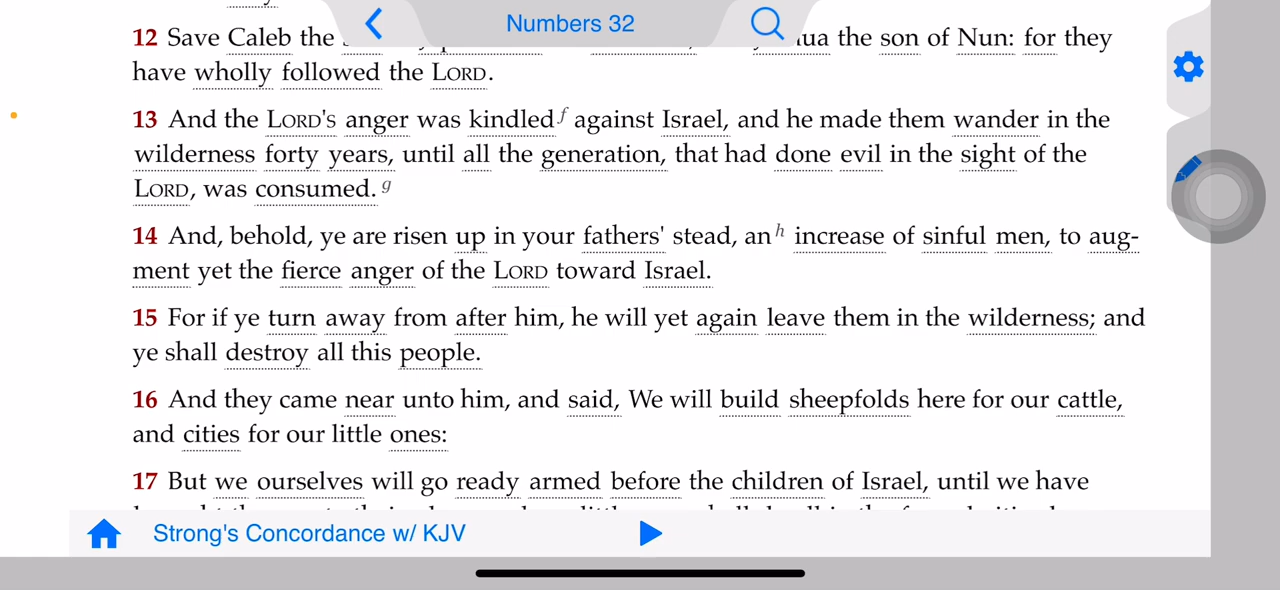 Numbers 32
12 Save Caleb the the son of Nun: for they
have wholly followed the LORD.
13 And the LORD'S anger was kindled f against Israel, and he made them wander in the
wilderness forty years, until all the generation, that had done evil in the sight of the
LORD, was consumed. g
14 And, behold, ye are risen up in your fathers' stead, an h increase of sinful men, to aug-
ment yet the fierce anger of the LORD toward Israel.
15 For if ye turn away from after him, he will yet again leave them in the wilderness; and
ye shall destroy all this people.
16 And they came near unto him, and said, We will build sheepfolds here for our cattle,
and cities for our little ones:
17 But we ourselves will go ready armed before the children of Israel, until we have
Strong's Concordance w/ KJV